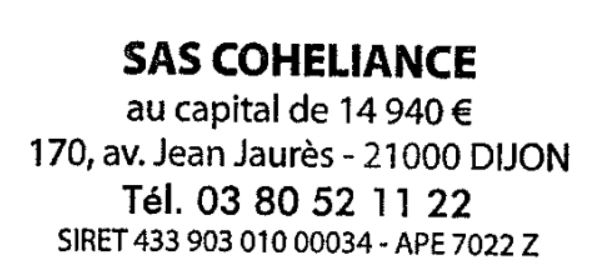 SAS COHELIANCE
au capital de 14 940 €
170, av. Jean Jaurès - 21000 DIJON
Tél. 03 80 52 11 22
SIRET 433 903 010 00034 - APE 7022 Z